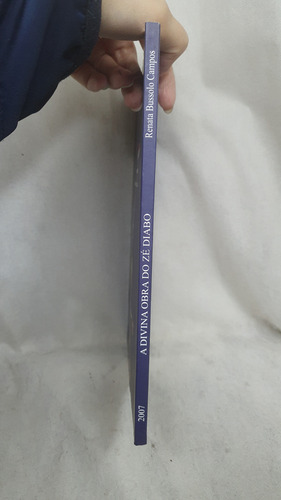 Renata Bussolo Campos
A DIVINA OBRA DO ZÉ DIABO
2007